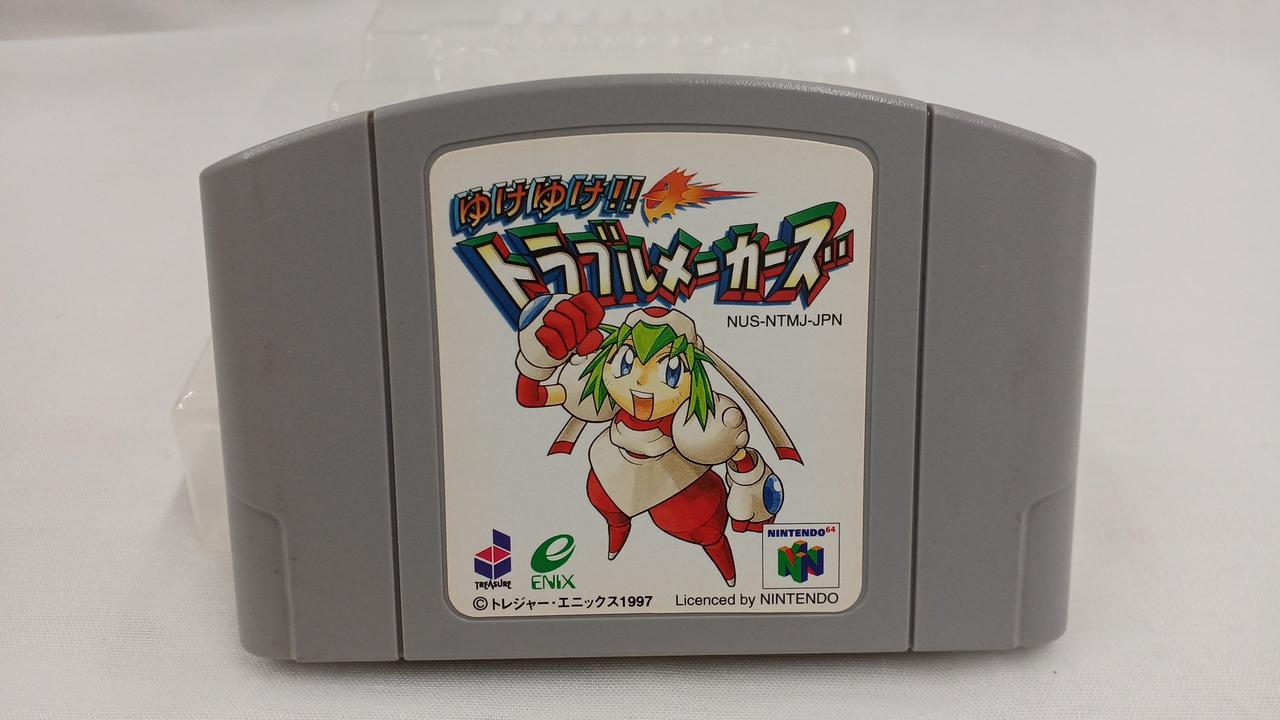 ゆけゆけ!!
トラブルメーカーズ
NUS-NTMJ-JPN
TREASURE
ENIX
NINTENDO64
©トレジャー・エニックス1997
Licenced by NINTENDO